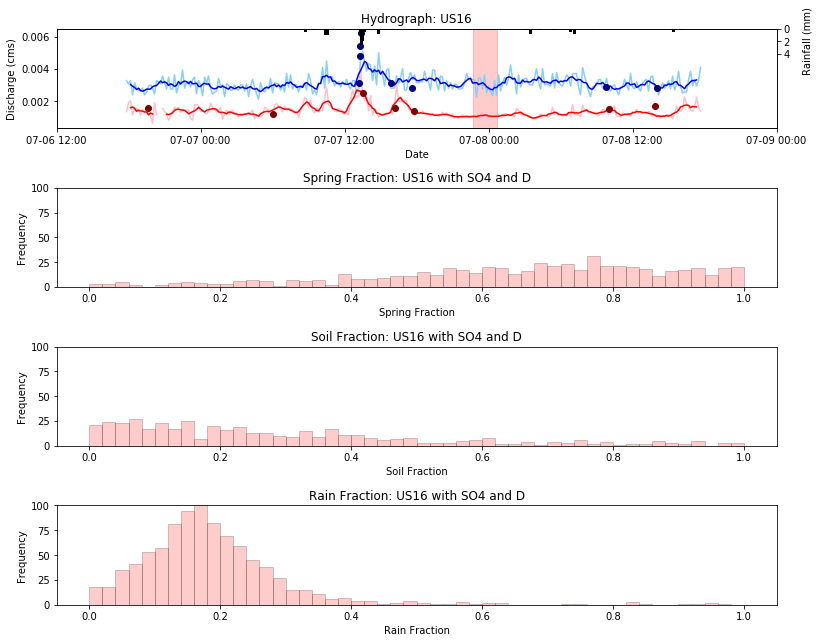 Hydrograph: US16
0.006
0.004
0.002
Discharge (cms)
0
2
4
Rainfall (mm)
07-06 12:00 07-07 00:00 07-07 12:00 07-08 00:00 07-08 12:00 07-09 00:00
Date
Spring Fraction: US16 with SO4 and D
100
75
50
25
0
Frequency
0.0 0.2 0.4 0.6 0.8 1.0
Spring Fraction
Soil Fraction: US16 with SO4 and D
100
75
50
25
0
Frequency
0.0 0.2 0.4 0.6 0.8 1.0
Soil Fraction
Rain Fraction: US16 with SO4 and D
100
75
50
25
0
Frequency
0.0 0.2 0.4 0.6 0.8 1.0
Rain Fraction